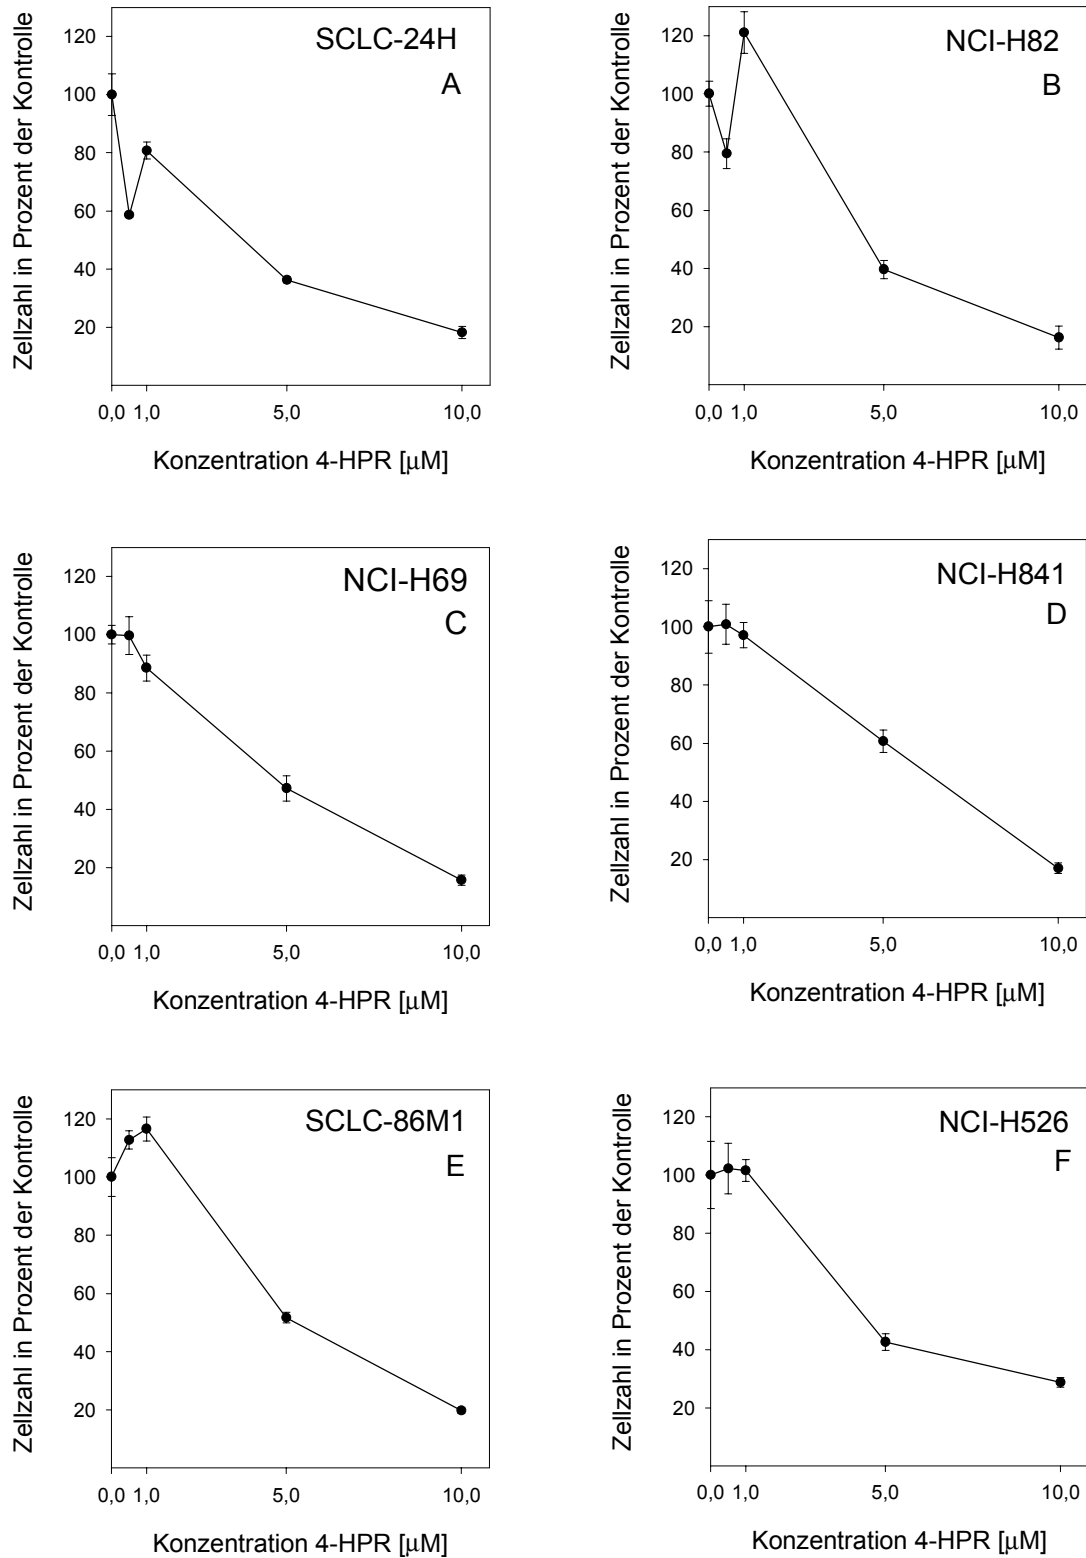 Zellzahl in Prozent der Kontrolle
SCLC-24H
A
120
100
80
60
40
20
0,0 1,0 5,0 10,0
Konzentration 4-HPR [μM]
Zellzahl in Prozent der Kontrolle
NCI-H82
B
120
100
80
60
40
20
0,0 1,0 5,0 10,0
Konzentration 4-HPR [μM]
Zellzahl in Prozent der Kontrolle
NCI-H69
C
120
100
80
60
40
20
0,0 1,0 5,0 10,0
Konzentration 4-HPR [μM]
Zellzahl in Prozent der Kontrolle
NCI-H841
D
120
100
80
60
40
20
0,0 1,0 5,0 10,0
Konzentration 4-HPR [μM]
Zellzahl in Prozent der Kontrolle
SCLC-86M1
E
120
100
80
60
40
20
0,0 1,0 5,0 10,0
Konzentration 4-HPR [μM]
Zellzahl in Prozent der Kontrolle
NCI-H526
F
120
100
80
60
40
20
0,0 1,0 5,0 10,0
Konzentration 4-HPR [μM]